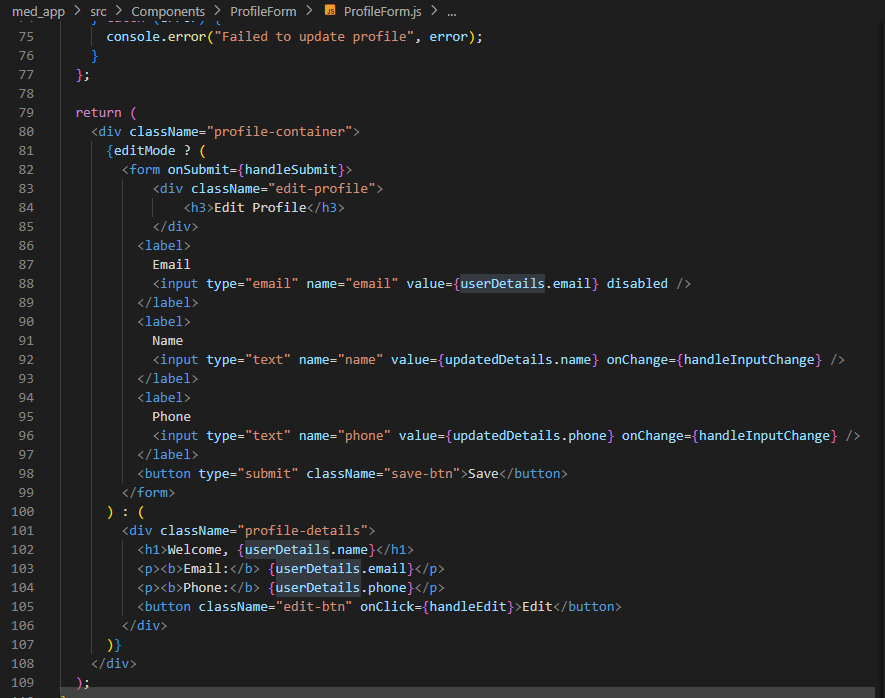 med_app > src > Components > ProfileForm > JS ProfileForm.js > ...
75 console.error("Failed to update profile", error);
76 }
77 };
78
79 return (
80 <div className="profile-container">
81 {editMode ? (
82 <form onSubmit={handleSubmit}>
83 <div className="edit-profile">
84 <h3>Edit Profile</h3>
85 </div>
86 <label>
87 Email
88 <input type="email" name="email" value={userDetails.email} disabled />
89 </label>
90 <label>
91 Name
92 <input type="text" name="name" value={updatedDetails.name} onChange={handleInputChange} />
93 </label>
94 <label>
95 Phone
96 <input type="text" name="phone" value={updatedDetails.phone} onChange={handleInputChange} />
97 </label>
98 <button type="submit" className="save-btn">Save</button>
99 </form>
100 ) : (
101 <div className="profile-details">
102 <h1>Welcome, {userDetails.name}</h1>
103 <p><b>Email:</b> {userDetails.email}</p>
104 <p><b>Phone:</b> {userDetails.phone}</p>
105 <button className="edit-btn" onClick={handleEdit}>Edit</button>
106 </div>
107 )}
108 </div>
109 );